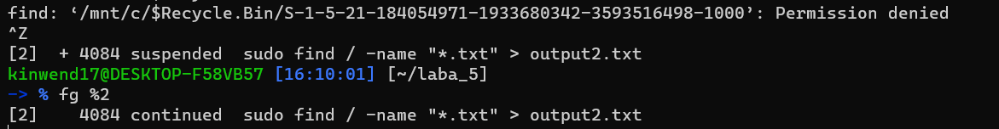 find: ‘/mnt/c/$Recycle.Bin/S-1-5-21-184054971-1933680342-3593516498-1000’: Permission denied
^Z
[2]  + 4084 suspended  sudo find / -name "*.txt" > output2.txt
kinwend17@DESKTOP-F58VB57 [16:10:01] [~/laba_5]
-> % fg %2
[2]    4084 continued  sudo find / -name "*.txt" > output2.txt